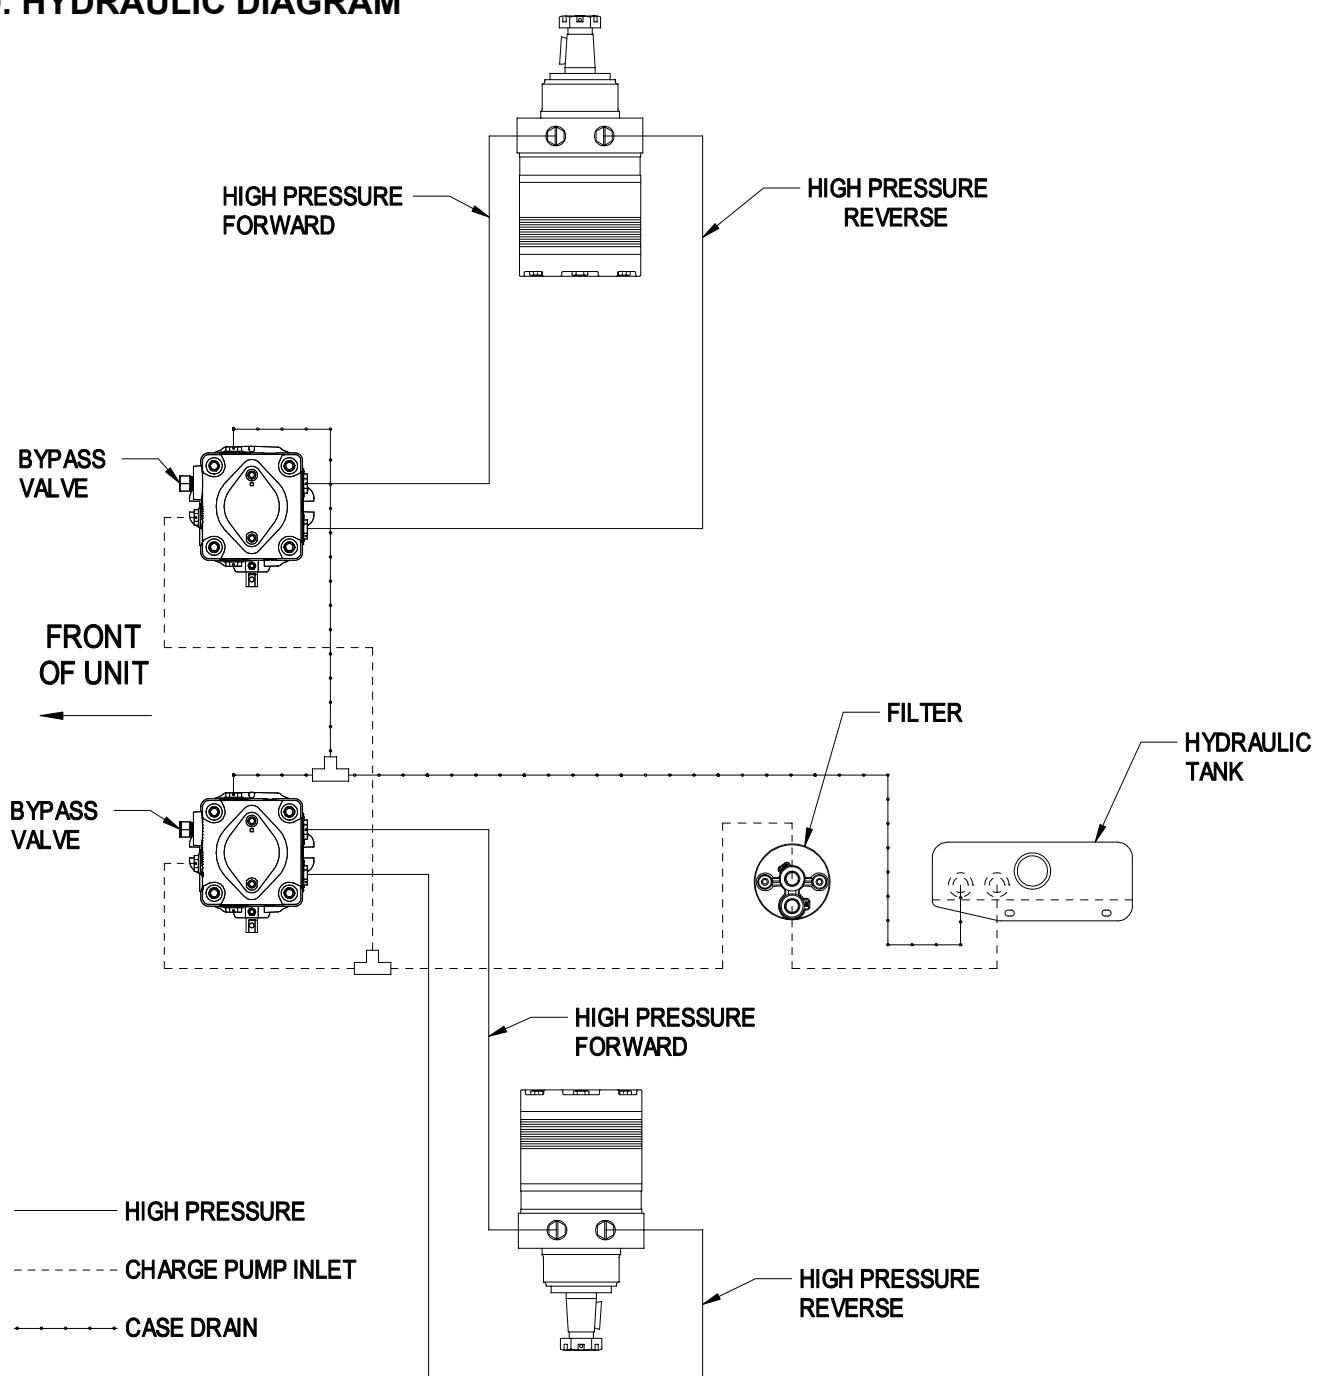 . HYDRAULIC DIAGRAM
HIGH PRESSURE
FORWARD
HIGH PRESSURE
REVERSE
BYPASS
VALVE
FRONT
OF UNIT
FILTER
HYDRAULIC
TANK
BYPASS
VALVE
HIGH PRESSURE
FORWARD
HIGH PRESSURE
CHARGE PUMP INLET
CASE DRAIN
HIGH PRESSURE
REVERSE